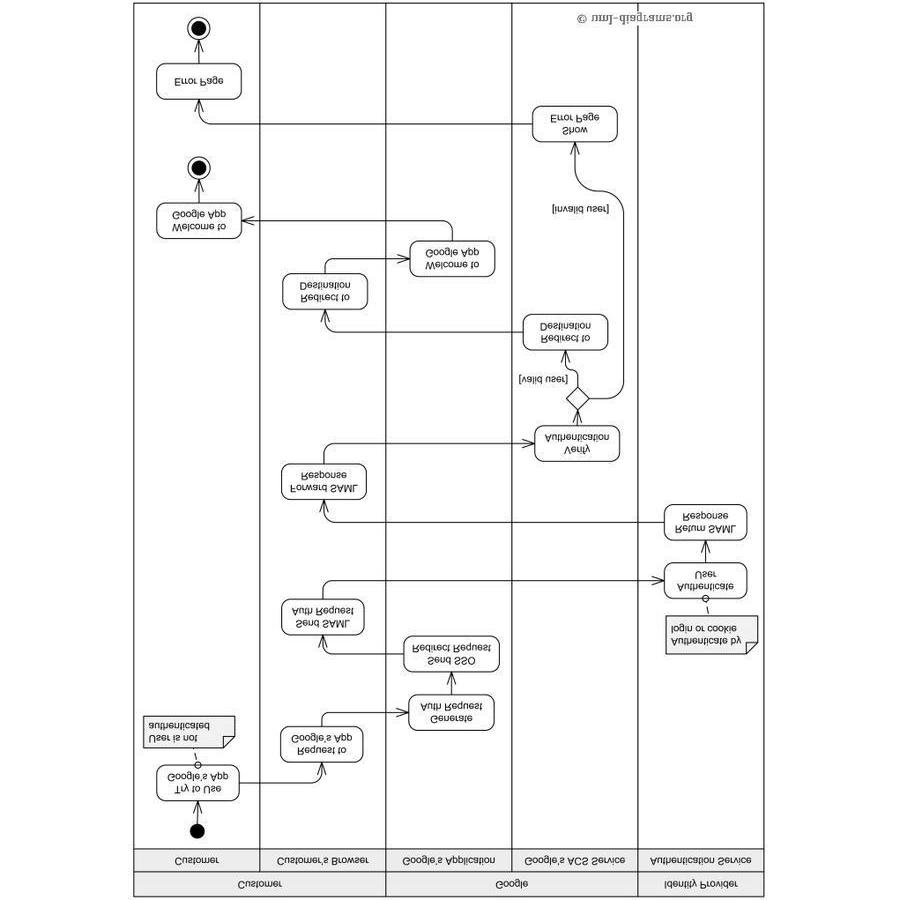 Customer
Google
Identity Provider
Customer
Customer's Browser
Google's Application
Google's ACS Service
Authentication Service
Try to Use
Google's App
User is not
authenticated
Request to
Google's App
Generate
Auth Request
Send SSO
Redirect Request
Authenticate by
login or cookie
Send SAML
Auth Request
Authenticate
User
Return SAML
Response
Forward SAML
Response
Verify
Authentication
[valid user]
Redirect to
Destination
Redirect to
Destination
Welcome to
Google App
Welcome to
Google App
[invalid user]
Show
Error Page
Error Page
© uml-diagrams.org